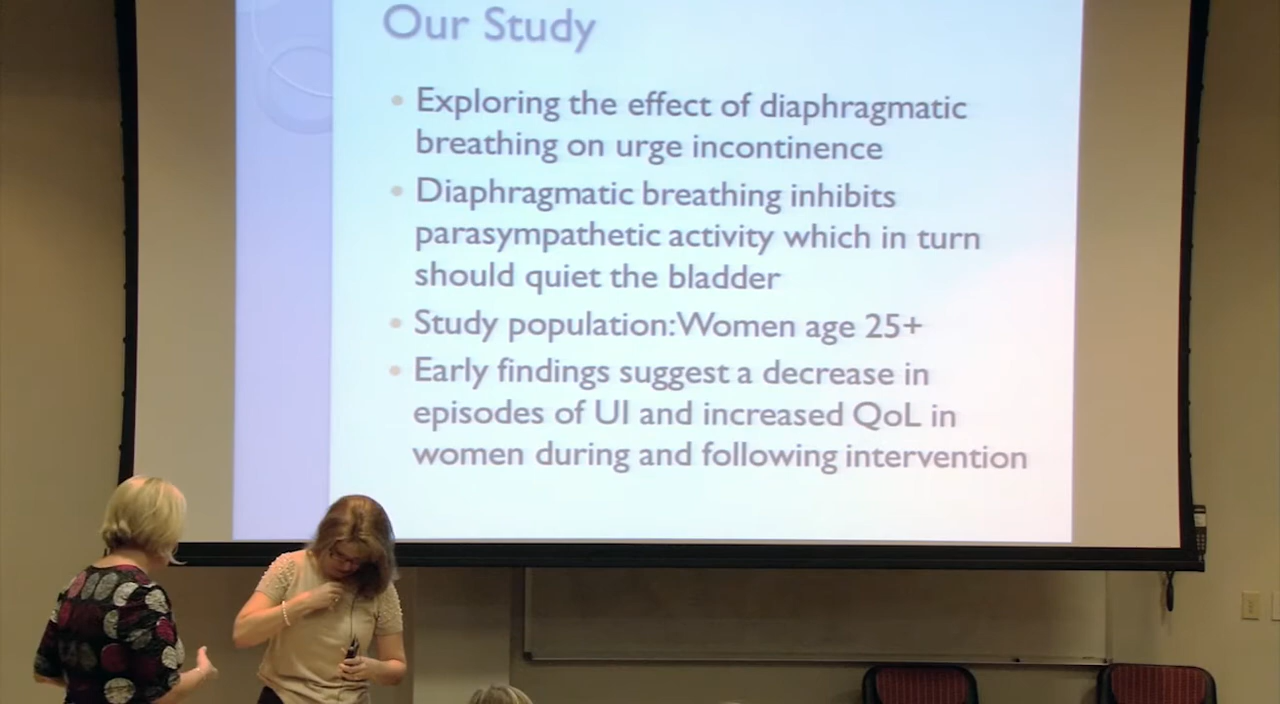 Our Study
• Exploring the effect of diaphragmatic
breathing on urge incontinence
• Diaphragmatic breathing inhibits
parasympathetic activity which in turn
should quiet the bladder
• Study population:Women age 25+
• Early findings suggest a decrease in
episodes of UI and increased QoL in
women during and following intervention